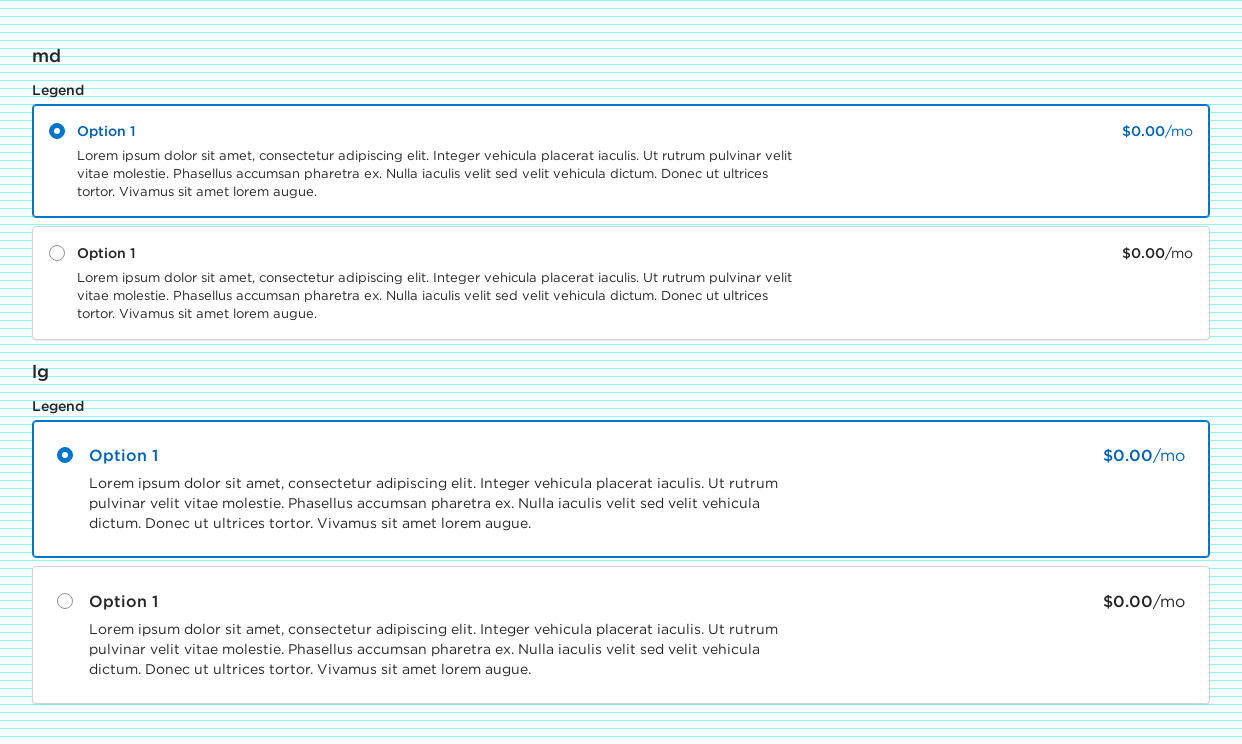 md
Legend
Option 1 $0.00/mo
Lorem ipsum dolor sit amet, consectetur adipiscing elit. Integer vehicula placerat iaculis. Ut rutrum pulvinar velit
vitae molestie. Phasellus accumsan pharetra ex. Nulla iaculis velit sed velit vehicula dictum. Donec ut ultrices
tortor. Vivamus sit amet lorem augue.
Option 1 $0.00/mo
Lorem ipsum dolor sit amet, consectetur adipiscing elit. Integer vehicula placerat iaculis. Ut rutrum pulvinar velit
vitae molestie. Phasellus accumsan pharetra ex. Nulla iaculis velit sed velit vehicula dictum. Donec ut ultrices
tortor. Vivamus sit amet lorem augue.
lg
Legend
Option 1 $0.00/mo
Lorem ipsum dolor sit amet, consectetur adipiscing elit. Integer vehicula placerat iaculis. Ut rutrum
pulvinar velit vitae molestie. Phasellus accumsan pharetra ex. Nulla iaculis velit sed velit vehicula
dictum. Donec ut ultrices tortor. Vivamus sit amet lorem augue.
Option 1 $0.00/mo
Lorem ipsum dolor sit amet, consectetur adipiscing elit. Integer vehicula placerat iaculis. Ut rutrum
pulvinar velit vitae molestie. Phasellus accumsan pharetra ex. Nulla iaculis velit sed velit vehicula
dictum. Donec ut ultrices tortor. Vivamus sit amet lorem augue.